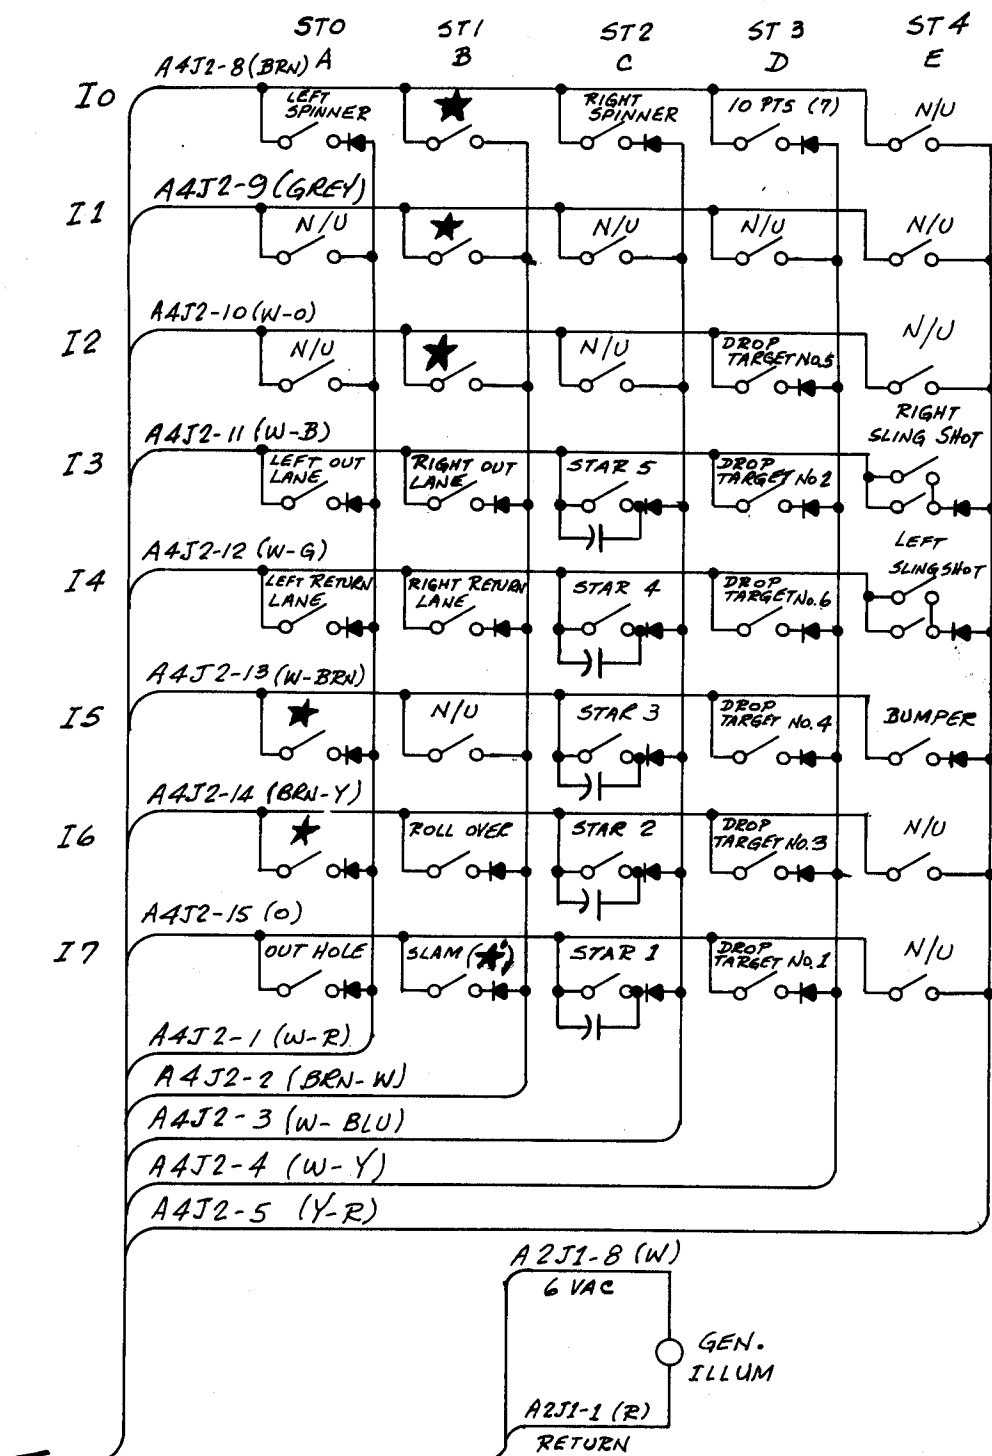 ST0 ST1 ST2 ST3 ST4
A B C D E
I0
A4J2-8 (BRN)
LEFT SPINNER
RIGHT SPINNER
10 PTS (7)
N/U
I1
A4J2-9 (GREY)
N/U
N/U
N/U
N/U
I2
A4J2-10 (W-O)
N/U
N/U
DROP TARGET No.5
N/U
I3
A4J2-11 (W-B)
LEFT OUT LANE
RIGHT OUT LANE
STAR 5
DROP TARGET No 2
RIGHT SLING SHOT
I4
A4J2-12 (W-G)
LEFT RETURN LANE
RIGHT RETURN LANE
STAR 4
DROP TARGET No.6
LEFT SLING SHOT
I5
A4J2-13 (W-BRN)
N/U
STAR 3
DROP TARGET No.4
BUMPER
I6
A4J2-14 (BRN-Y)
ROLL OVER
STAR 2
DROP TARGET No.3
N/U
I7
A4J2-15 (O)
OUT HOLE
SLAM (★)
STAR 1
DROP TARGET No.1
N/U
A4J2-1 (W-R)
A4J2-2 (BRN-W)
A4J2-3 (W-BLU)
A4J2-4 (W-Y)
A4J2-5 (Y-R)
A2J1-8 (W)
6 VAC
GEN.
ILLUM
A2J1-1 (R)
RETURN